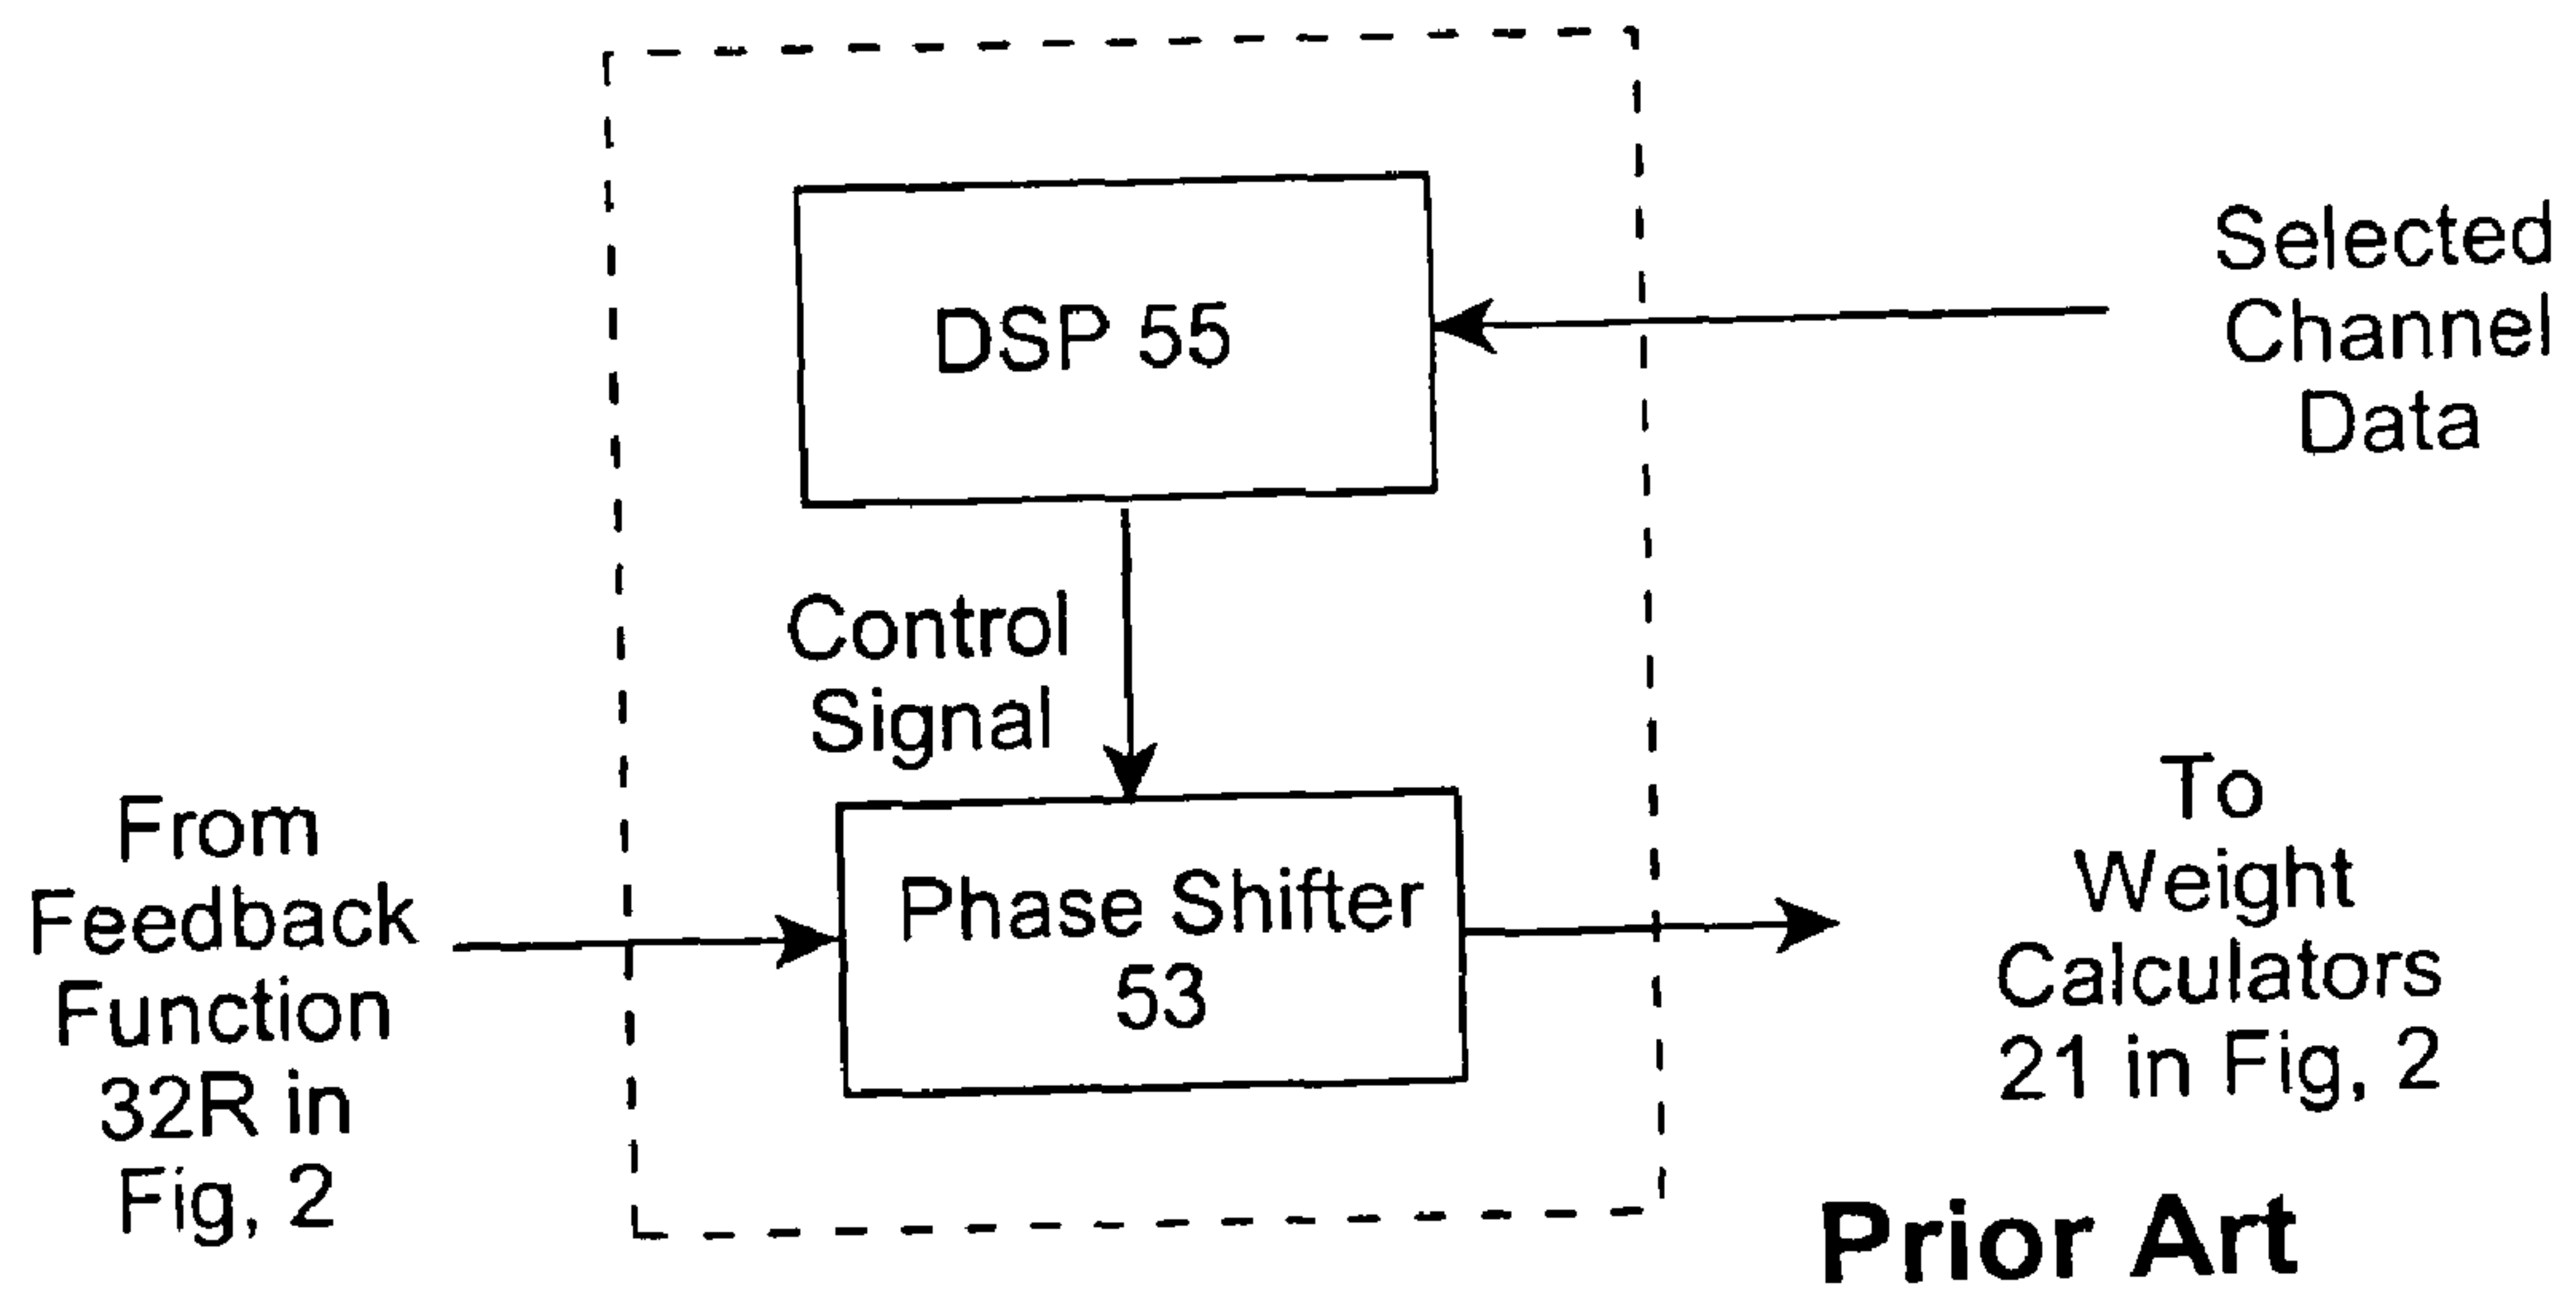 DSP 55
Selected
Channel
Data
Control
Signal
From
Feedback
Function
32R in
Fig, 2
Phase Shifter
53
To
Weight
Calculators
21 in Fig, 2
Prior Art